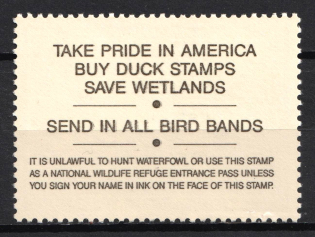 TAKE PRIDE IN AMERICA
BUY DUCK STAMPS
SAVE WETLANDS
SEND IN ALL BIRD BANDS
IT IS UNLAWFUL TO HUNT WATERFOWL OR USE THIS STAMP
AS A NATIONAL WILDLIFE REFUGE ENTRANCE PASS UNLESS
YOU SIGN YOUR NAME IN INK ON THE FACE OF THIS STAMP.